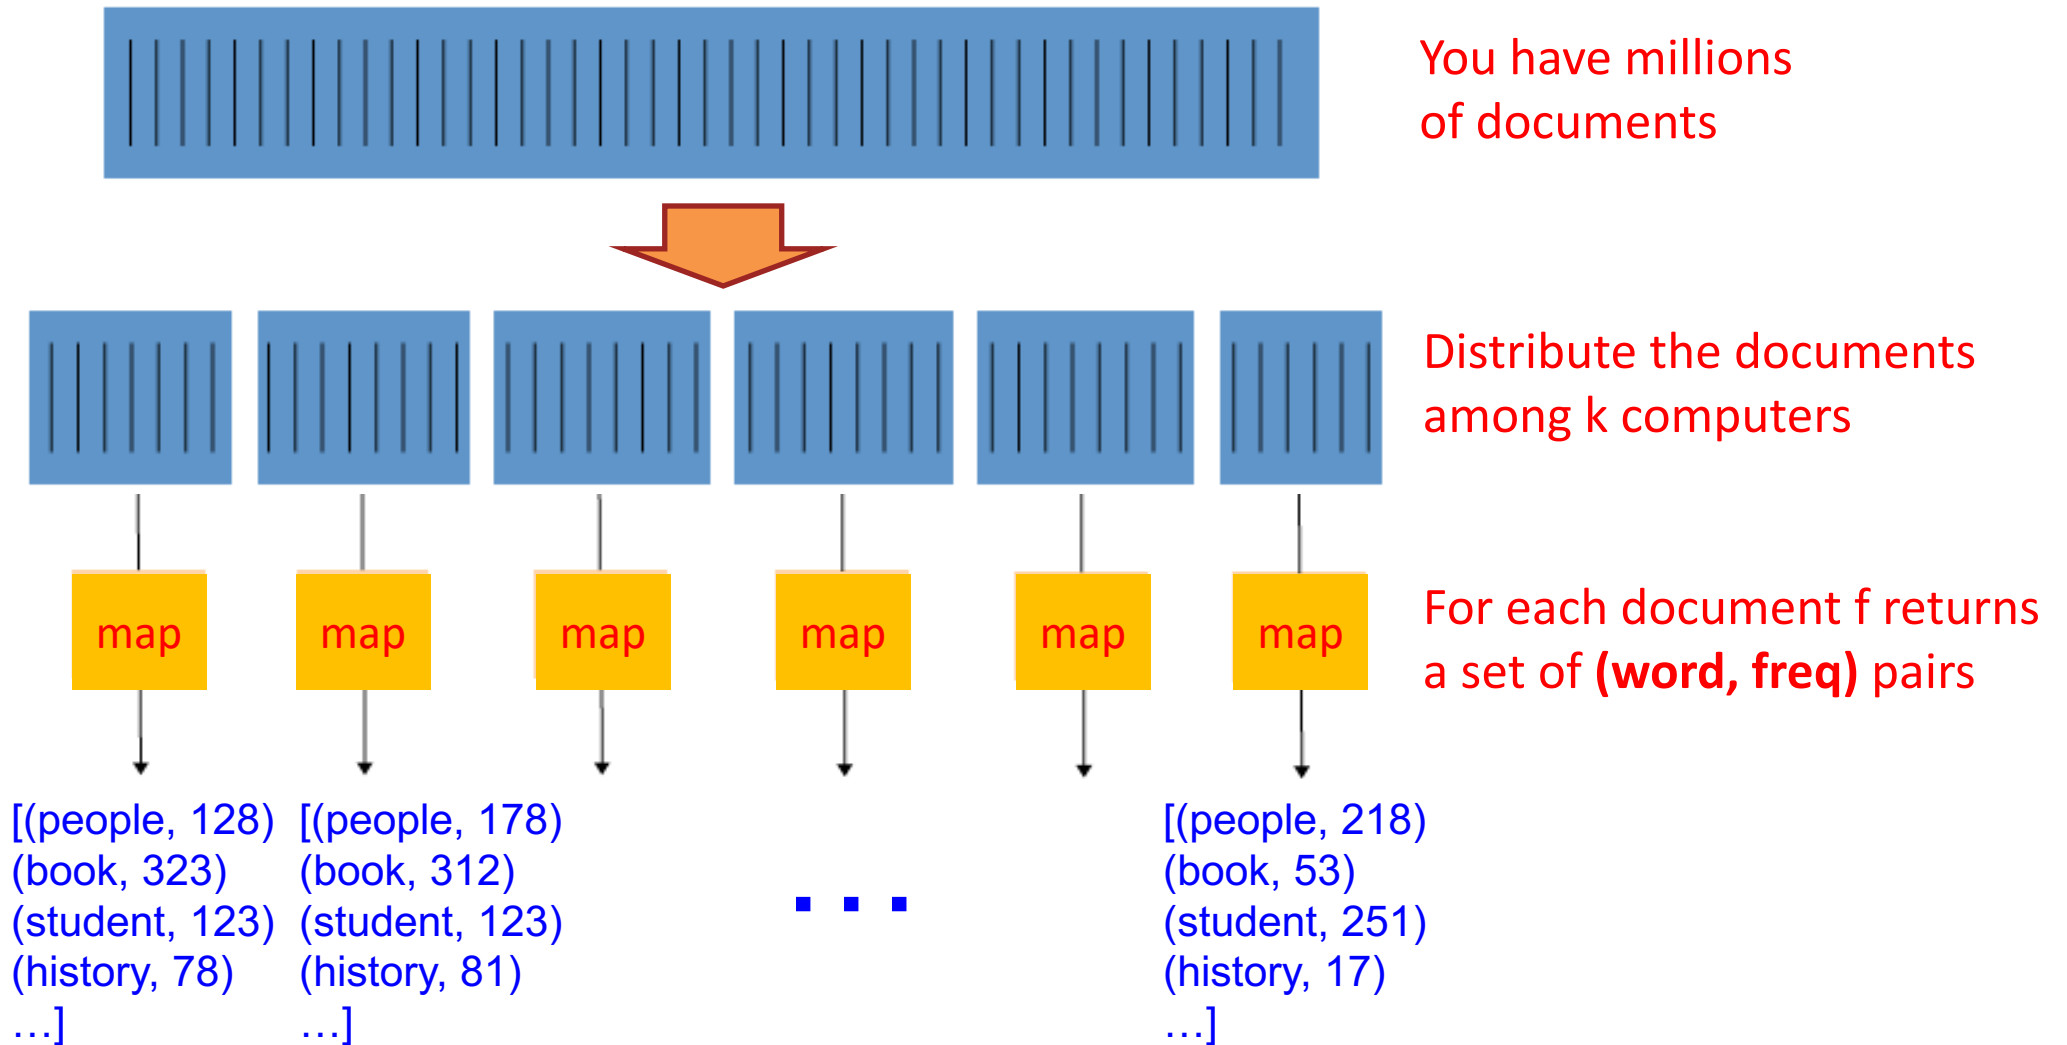 You have millions
of documents
Distribute the documents
among k computers
map map map map map map
For each document f returns
a set of (word, freq) pairs
[(people, 128)
(book, 323)
(student, 123)
(history, 78)
…]
[(people, 178)
(book, 312)
(student, 123)
(history, 81)
…]
...
[(people, 218)
(book, 53)
(student, 251)
(history, 17)
…]